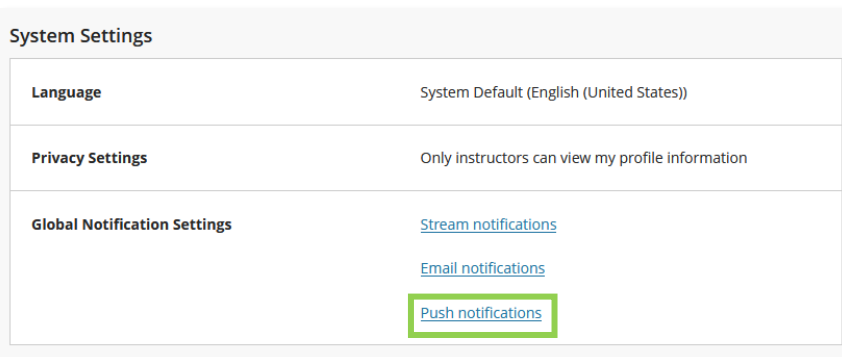 System Settings
Language
System Default (English (United States))
Privacy Settings
Only instructors can view my profile information
Global Notification Settings
Stream notifications
Email notifications
Push notifications